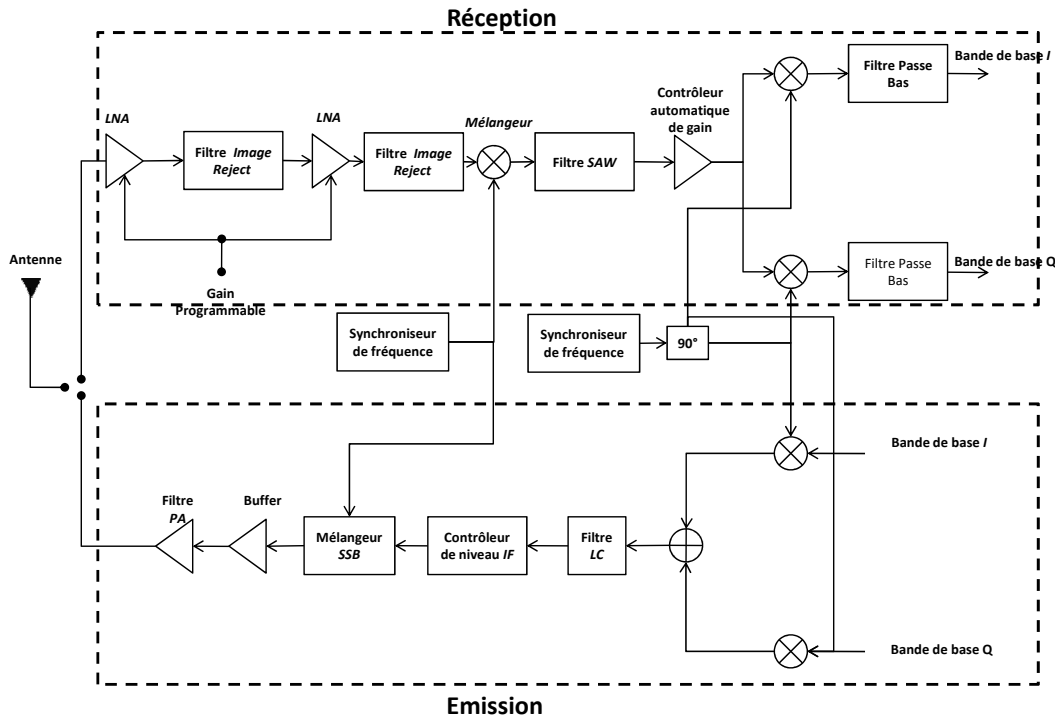 Réception
Bande de base I
Filtre Passe
Bas
Contrôleur
automatique
de gain
LNA
LNA
Mélangeur
Filtre Image
Reject
Filtre Image
Reject
Filtre SAW
Antenne
Gain
Programmable
Filtre Passe
Bas
Bande de base Q
Synchroniseur
de fréquence
Synchroniseur
de fréquence
90°
Bande de base I
Filtre
PA
Buffer
Mélangeur
SSB
Contrôleur
de niveau IF
Filtre
LC
Bande de base Q
Emission